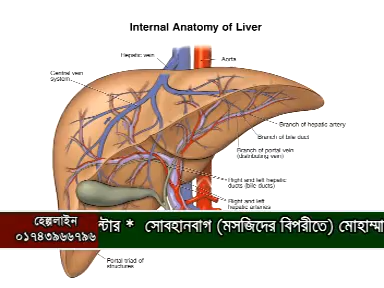 Internal Anatomy of Liver
Hepatic vein
Aorta
Central vein
system
Branch of hepatic artery
Branch of bile duct
Branch of portal vein
(distributing vein)
Right and left hepatic
ducts (bile ducts)
Right and left
hepatic arteries
হেল্পলাইন
০১৭৪৩৯৬৬৭৯৬
ন্টার * সোবহানবাগ (মসজিদের বিপরীতে) মোহাম্মা
Portal triad of
structures